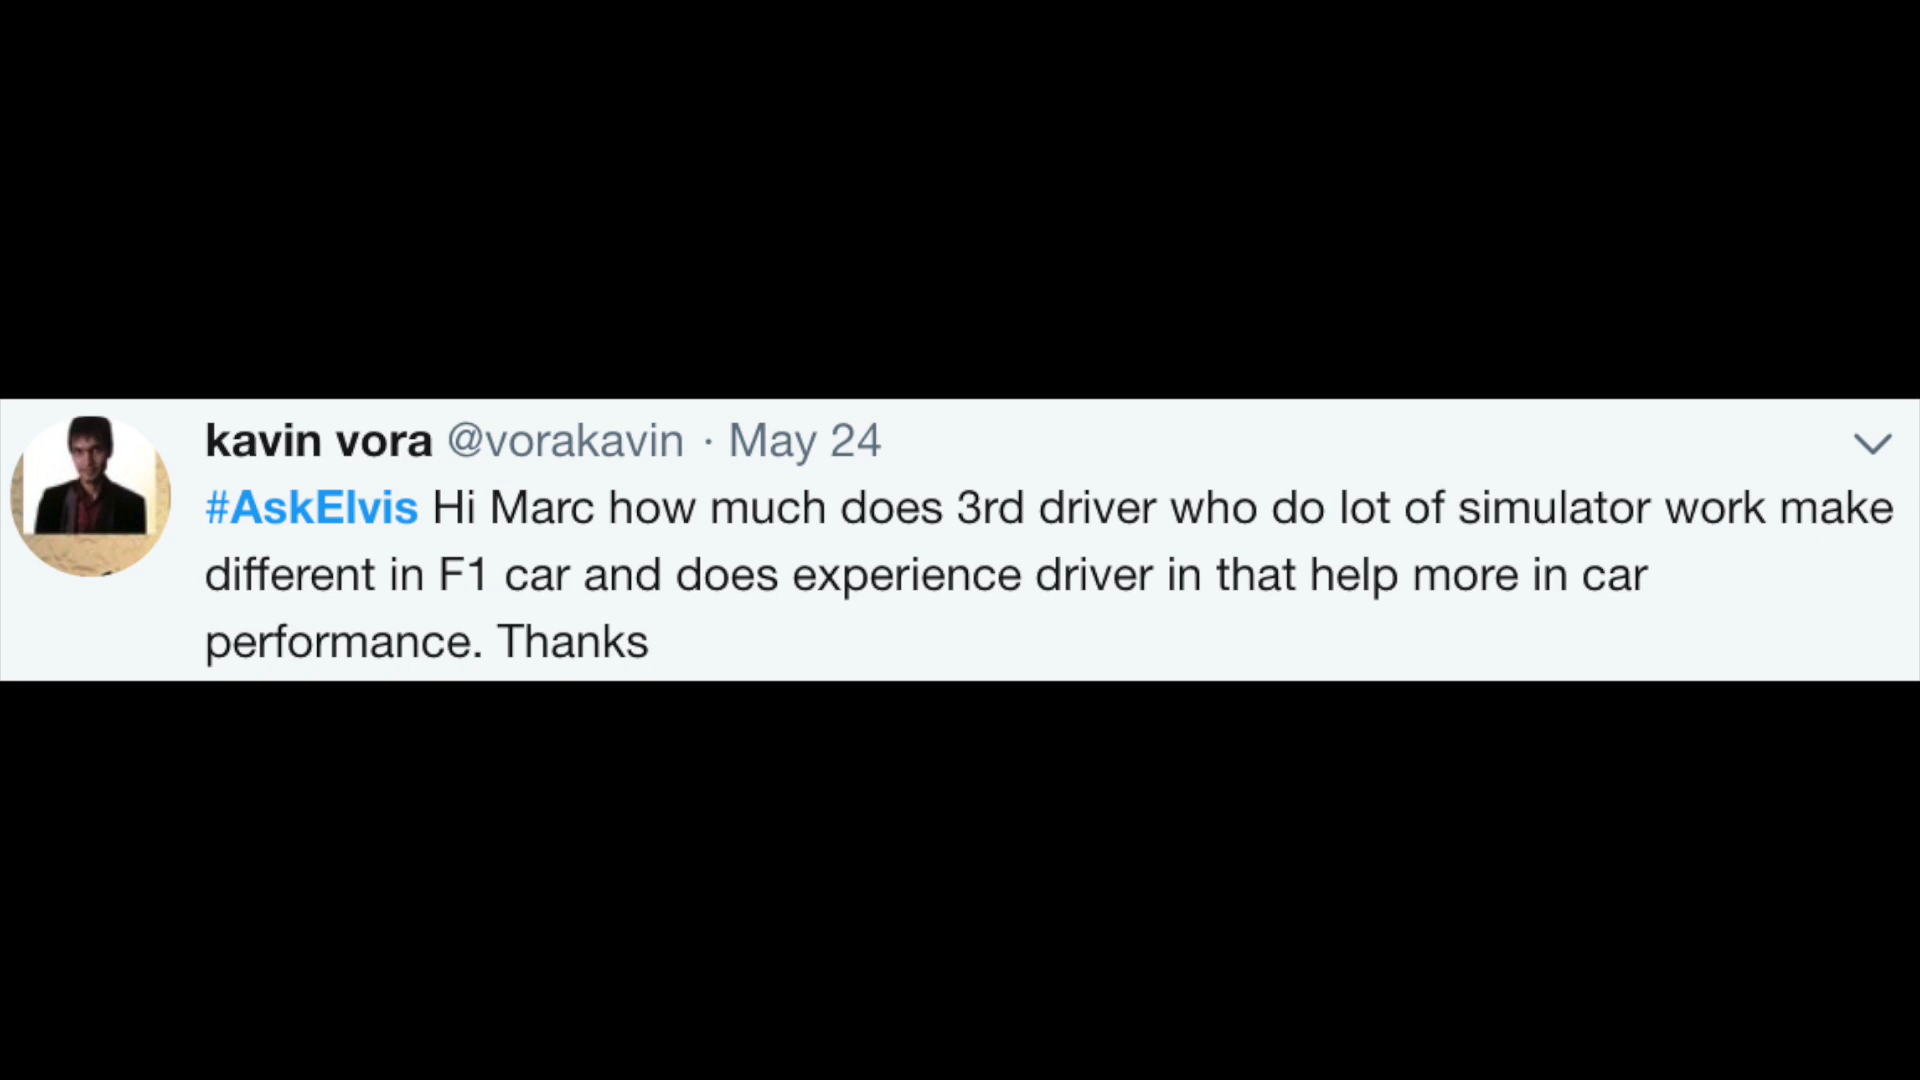 kavin vora @vorakavin · May 24
#AskElvis Hi Marc how much does 3rd driver who do lot of simulator work make
different in F1 car and does experience driver in that help more in car
performance. Thanks